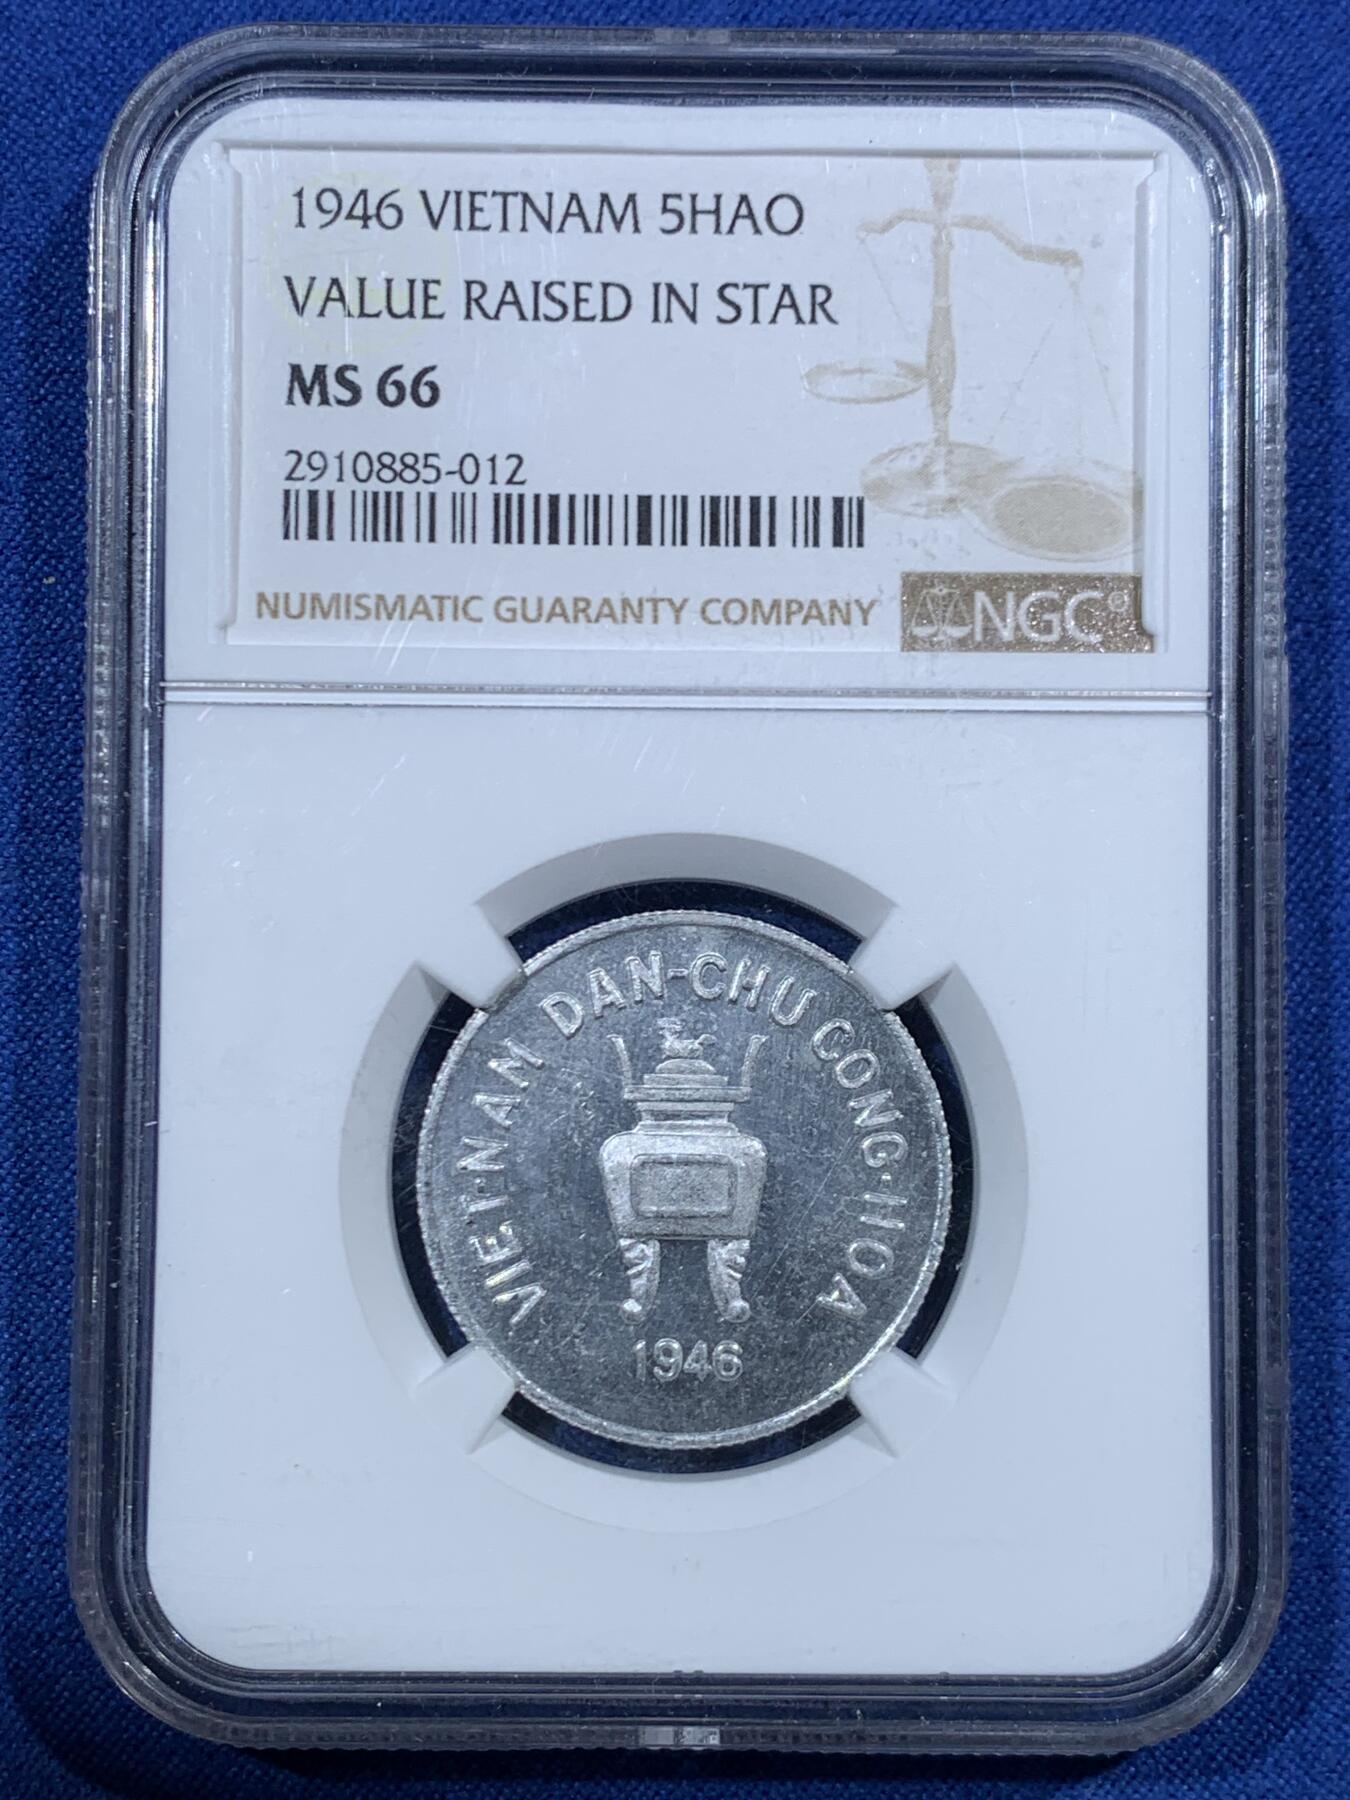 1946 VIETNAM 5HAO
VALUE RAISED IN STAR
MS 66
2910885-012
NUMISMATIC GUARANTY COMPANY
NGC®
VIET-NAM DAN-CHU CONG-HOA
1946